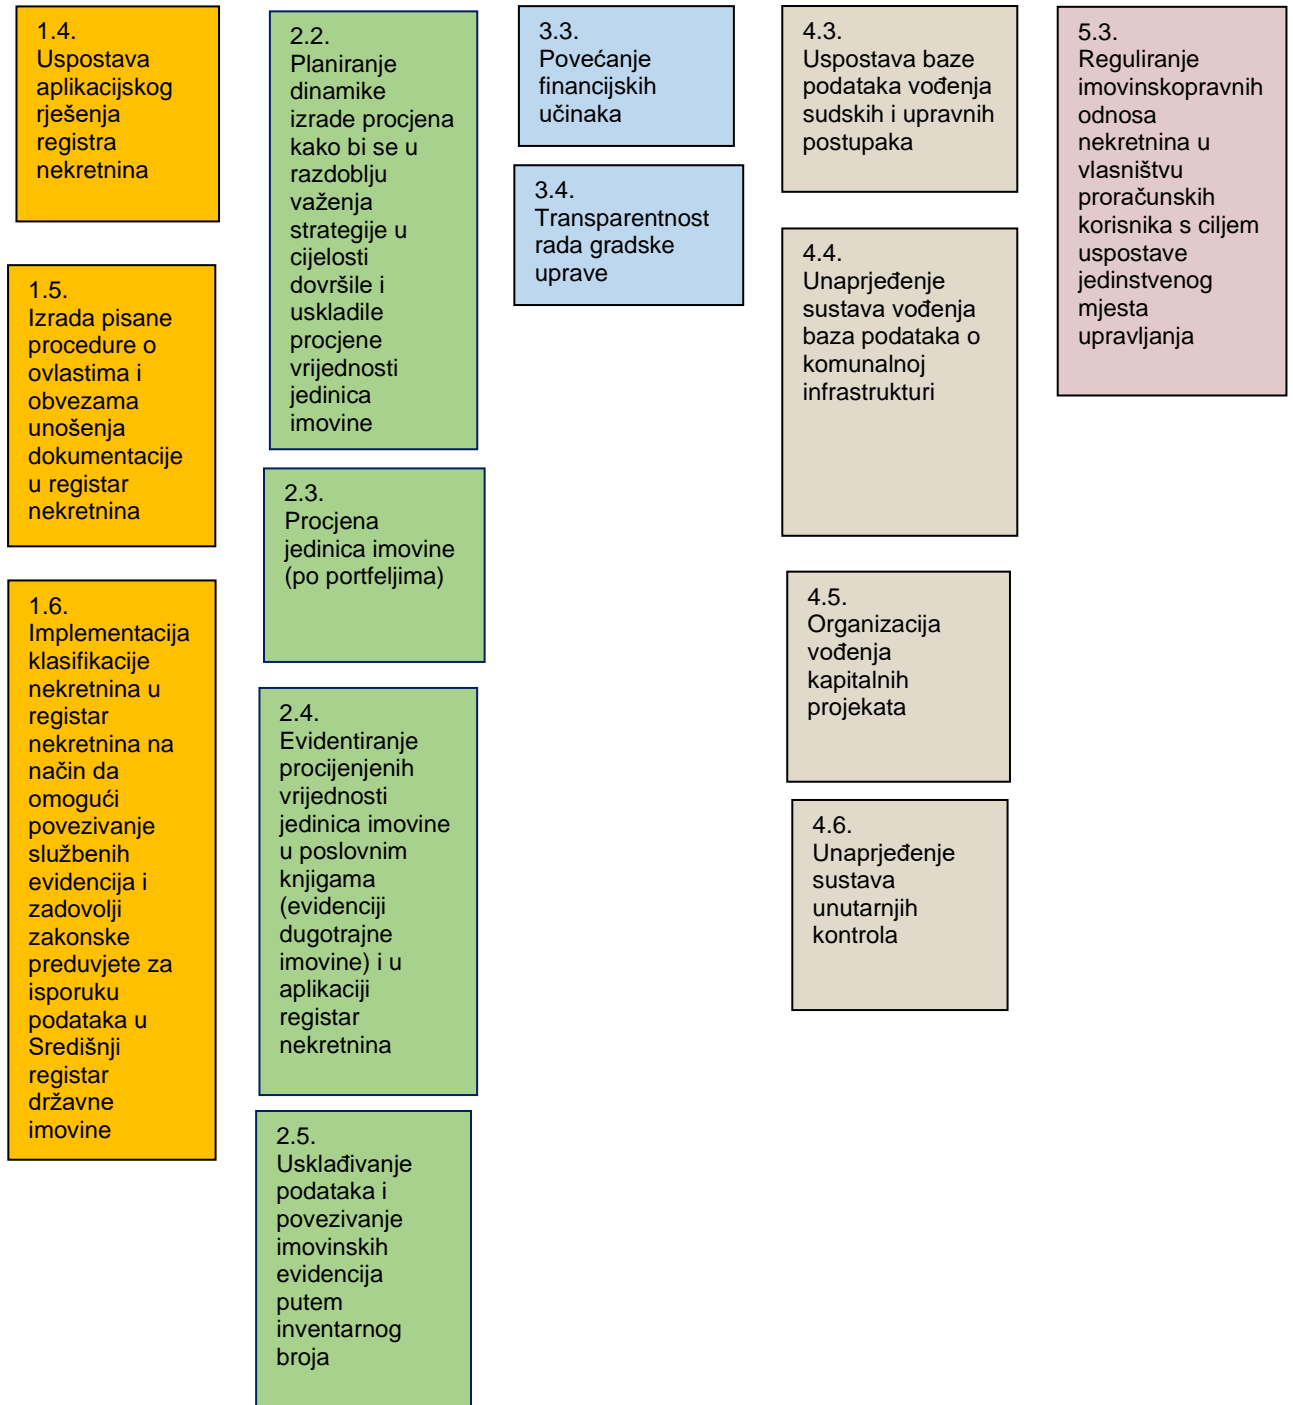 1.4.
Uspostava
aplikacijskog
rješenja
registra
nekretnina
1.5.
Izrada pisane
procedure o
ovlastima i
obvezama
unošenja
dokumentacije
u registar
nekretnina
1.6.
Implementacija
klasifikacije
nekretnina u
registar
nekretnina na
način da
omogući
povezivanje
službenih
evidencija i
zadovolji
zakonske
preduvjete za
isporuku
podataka u
Središnji
registar
državne
imovine
2.2.
Planiranje
dinamike
izrade procjena
kako bi se u
razdoblju
važenja
strategije u
cijelosti
dovršile i
uskladile
procjene
vrijednosti
jedinica
imovine
2.3.
Procjena
jedinica imovine
(po portfeljima)
2.4.
Evidentiranje
procijenjenih
vrijednosti
jedinica imovine
u poslovnim
knjigama
(evidenciji
dugotrajne
imovine) i u
aplikaciji
registar
nekretnina
2.5.
Usklađivanje
podataka i
povezivanje
imovinskih
evidencija
putem
inventarnog
broja
3.3.
Povećanje
financijskih
učinaka
3.4.
Transparentnost
rada gradske
uprave
4.3.
Uspostava baze
podataka vođenja
sudskih i upravnih
postupaka
4.4.
Unaprjeđenje
sustava vođenja
baza podataka o
komunalnoj
infrastrukturi
4.5.
Organizacija
vođenja
kapitalnih
projekata
4.6.
Unaprjeđenje
sustava
unutarnjih
kontrola
5.3.
Reguliranje
imovinskopravnih
odnosa
nekretnina u
vlasništvu
proračunskih
korisnika s ciljem
uspostave
jedinstvenog
mjesta
upravljanja